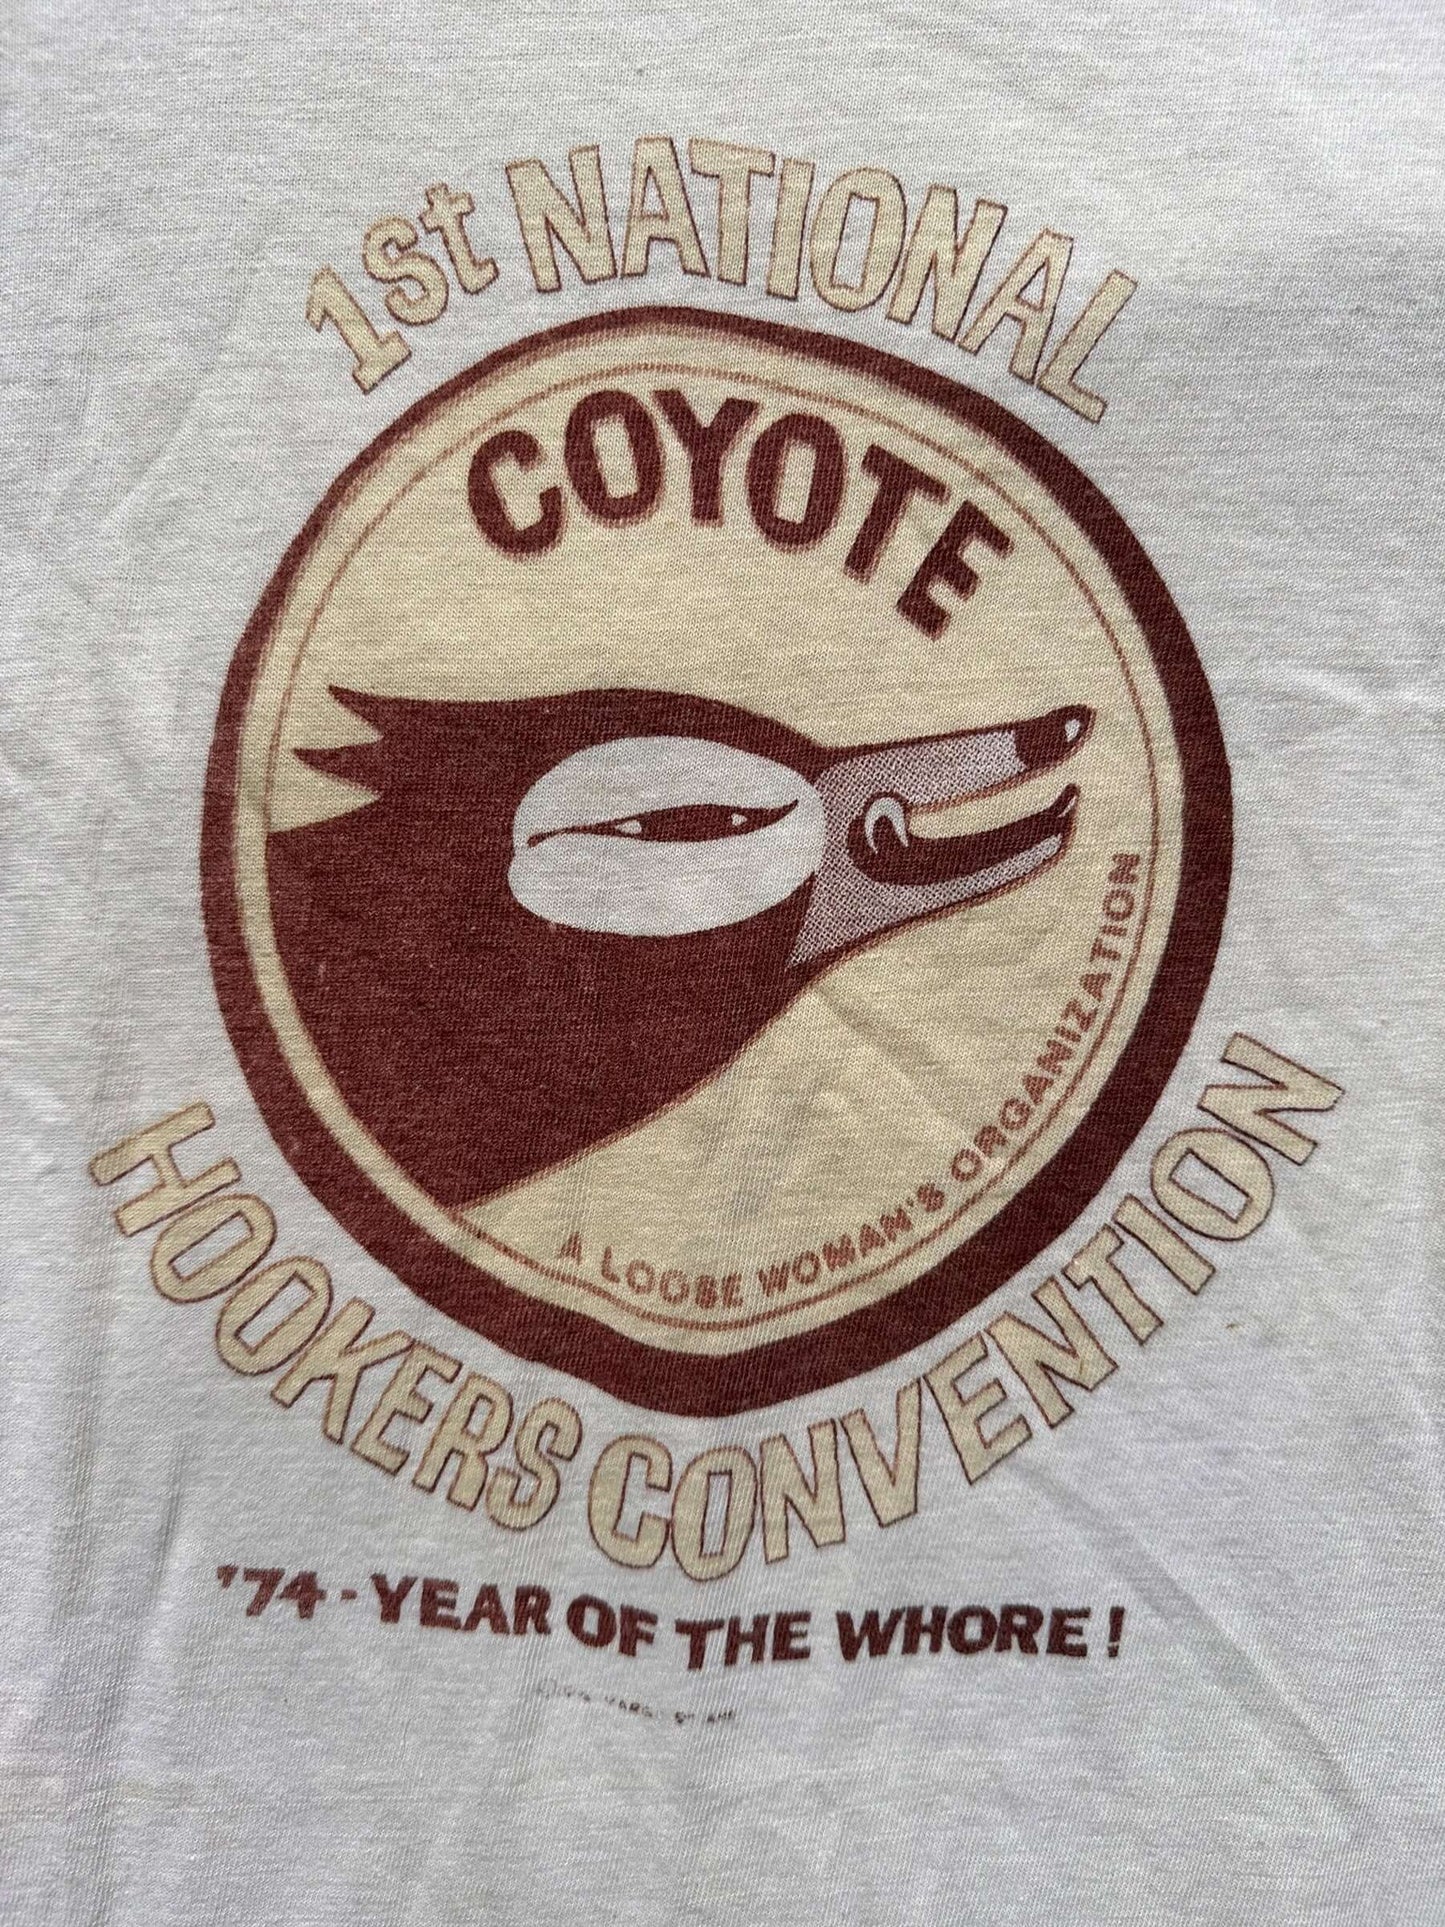 1st NATIONAL
COYOTE
A LOOSE WOMAN'S ORGANIZATION
HOOKERS CONVENTION
'74 - YEAR OF THE WHORE!